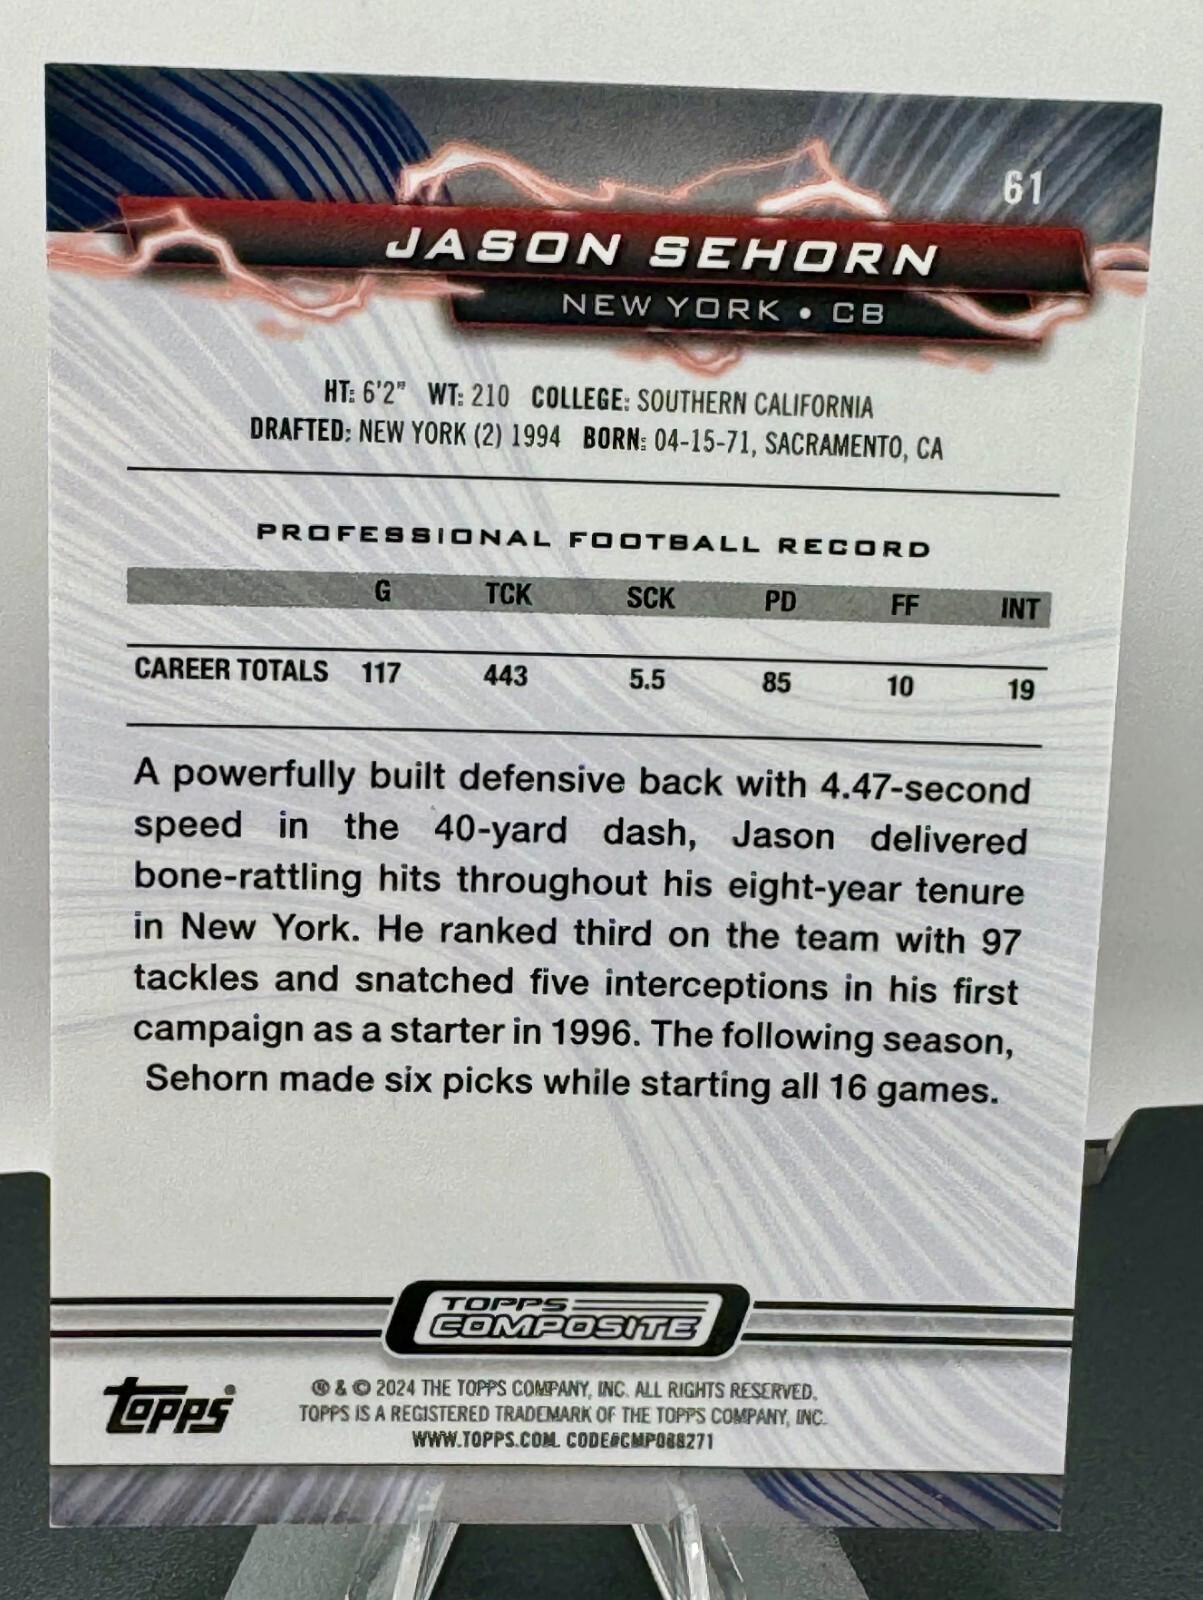 61
JASON SEHORN
NEW YORK • CB
HT: 6'2" WT: 210 COLLEGE: SOUTHERN CALIFORNIA
DRAFTED: NEW YORK (2) 1994 BORN: 04-15-71, SACRAMENTO, CA
PROFESSIONAL FOOTBALL RECORD
G TCK SCK PD FF INT
CAREER TOTALS 117 443 5.5 85 10 19
A powerfully built defensive back with 4.47-second
speed in the 40-yard dash, Jason delivered
bone-rattling hits throughout his eight-year tenure
in New York. He ranked third on the team with 97
tackles and snatched five interceptions in his first
campaign as a starter in 1996. The following season,
Sehorn made six picks while starting all 16 games.
TOPPS
COMPOSITE
topps
® & © 2024 THE TOPPS COMPANY, INC. ALL RIGHTS RESERVED.
TOPPS IS A REGISTERED TRADEMARK OF THE TOPPS COMPANY, INC.
WWW.TOPPS.COM. CODE#CMP088271